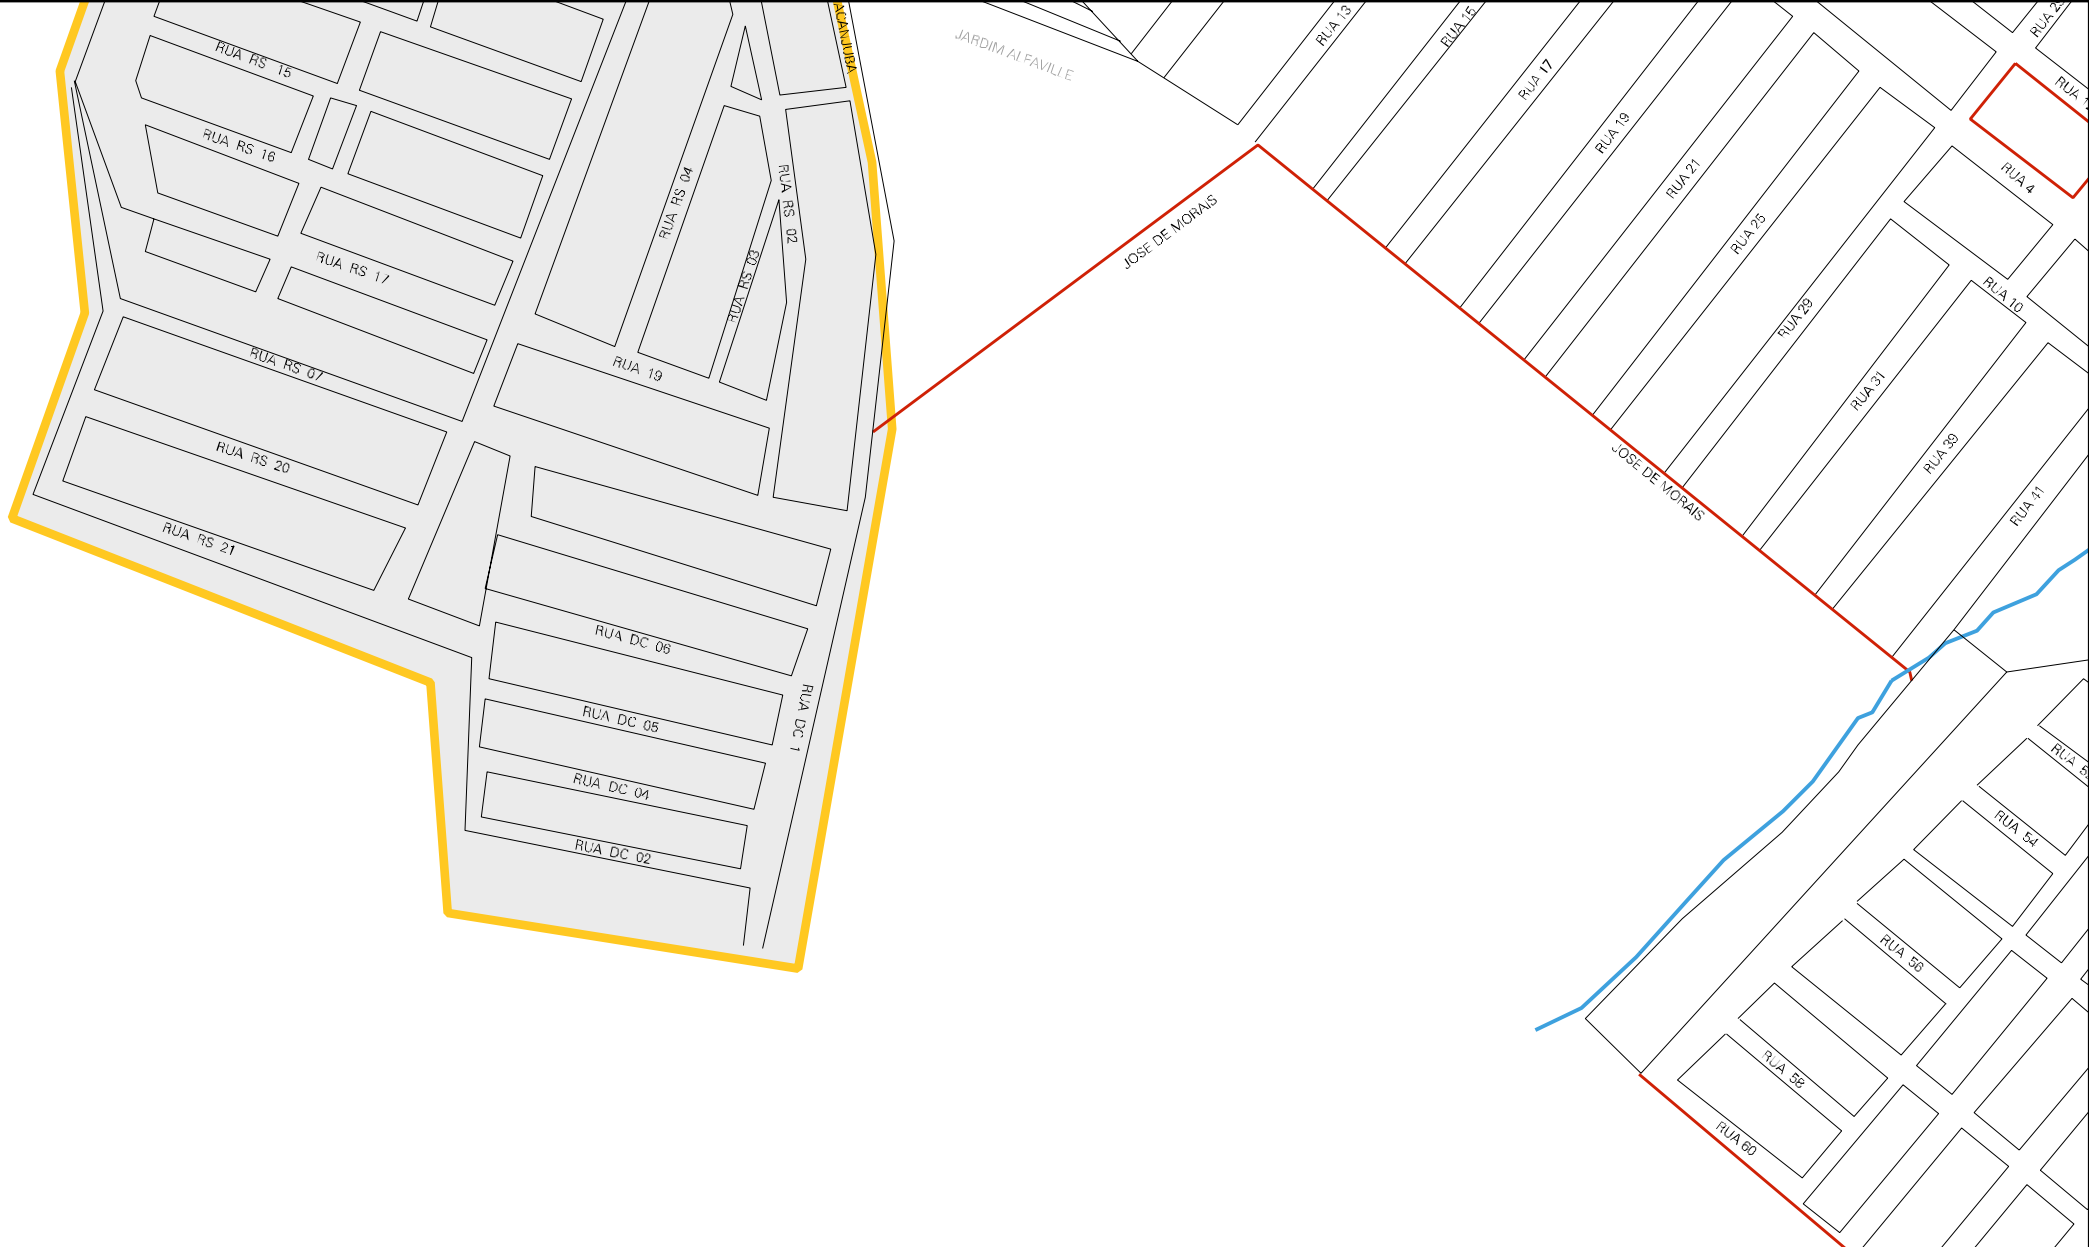 ACANJUBA
RUA RS 15
RUA RS 16
RUA RS 17
RUA RS 04
RUA RS 02
RUA RS 03
RUA 19
RUA RS 07
RUA RS 20
RUA RS 21
RUA DC 06
RUA DC 05
RUA DC 04
RUA DC 02
RUA DC 1
JARDIM ALFAVILLE
JOSE DE MORAIS
JOSE DE MORAIS
RUA 13
RUA 15
RUA 17
RUA 19
RUA 21
RUA 25
RUA 29
RUA 31
RUA 39
RUA 41
RUA
RUA
RUA 4
RUA 10
RUA
RUA 54
RUA 56
RUA 58
RUA 60